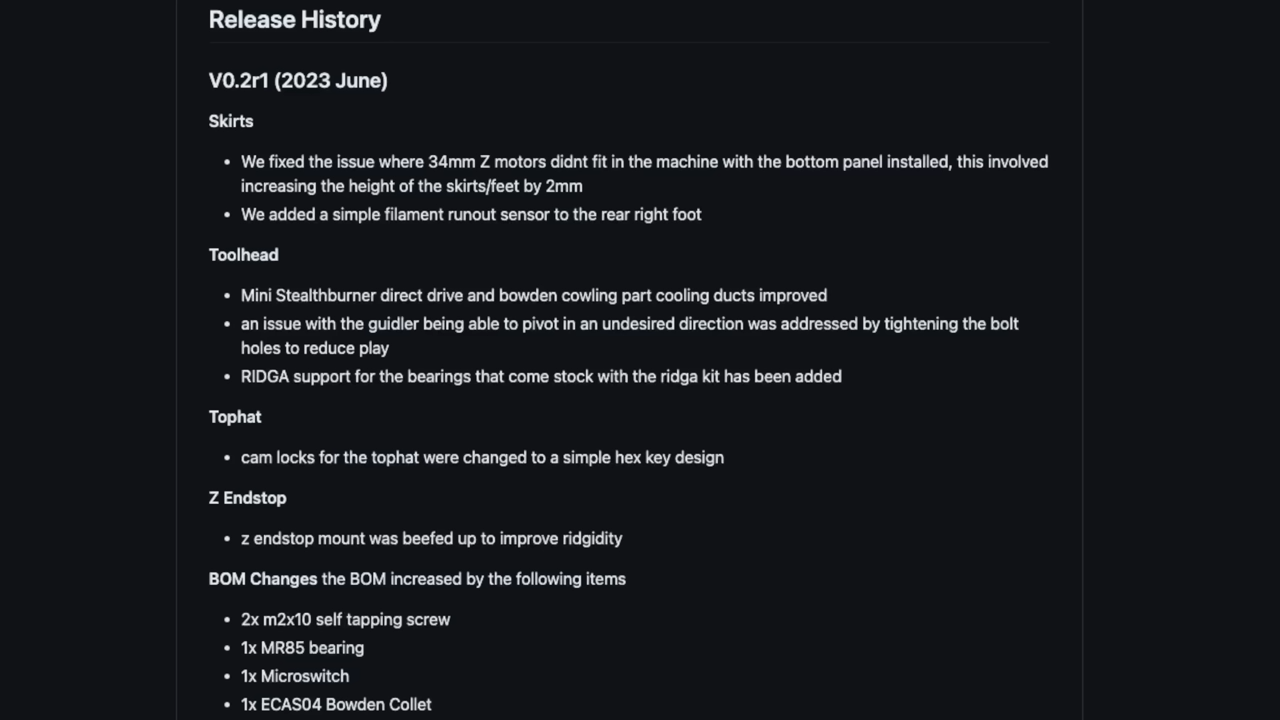 Release History
V0.2r1 (2023 June)
Skirts
• We fixed the issue where 34mm Z motors didnt fit in the machine with the bottom panel installed, this involved
increasing the height of the skirts/feet by 2mm
• We added a simple filament runout sensor to the rear right foot
Toolhead
• Mini Stealthburner direct drive and bowden cowling part cooling ducts improved
• an issue with the guidler being able to pivot in an undesired direction was addressed by tightening the bolt
holes to reduce play
• RIDGA support for the bearings that come stock with the ridga kit has been added
Tophat
• cam locks for the tophat were changed to a simple hex key design
Z Endstop
• z endstop mount was beefed up to improve ridgidity
BOM Changes the BOM increased by the following items
• 2x m2x10 self tapping screw
• 1x MR85 bearing
• 1x Microswitch
• 1x ECAS04 Bowden Collet